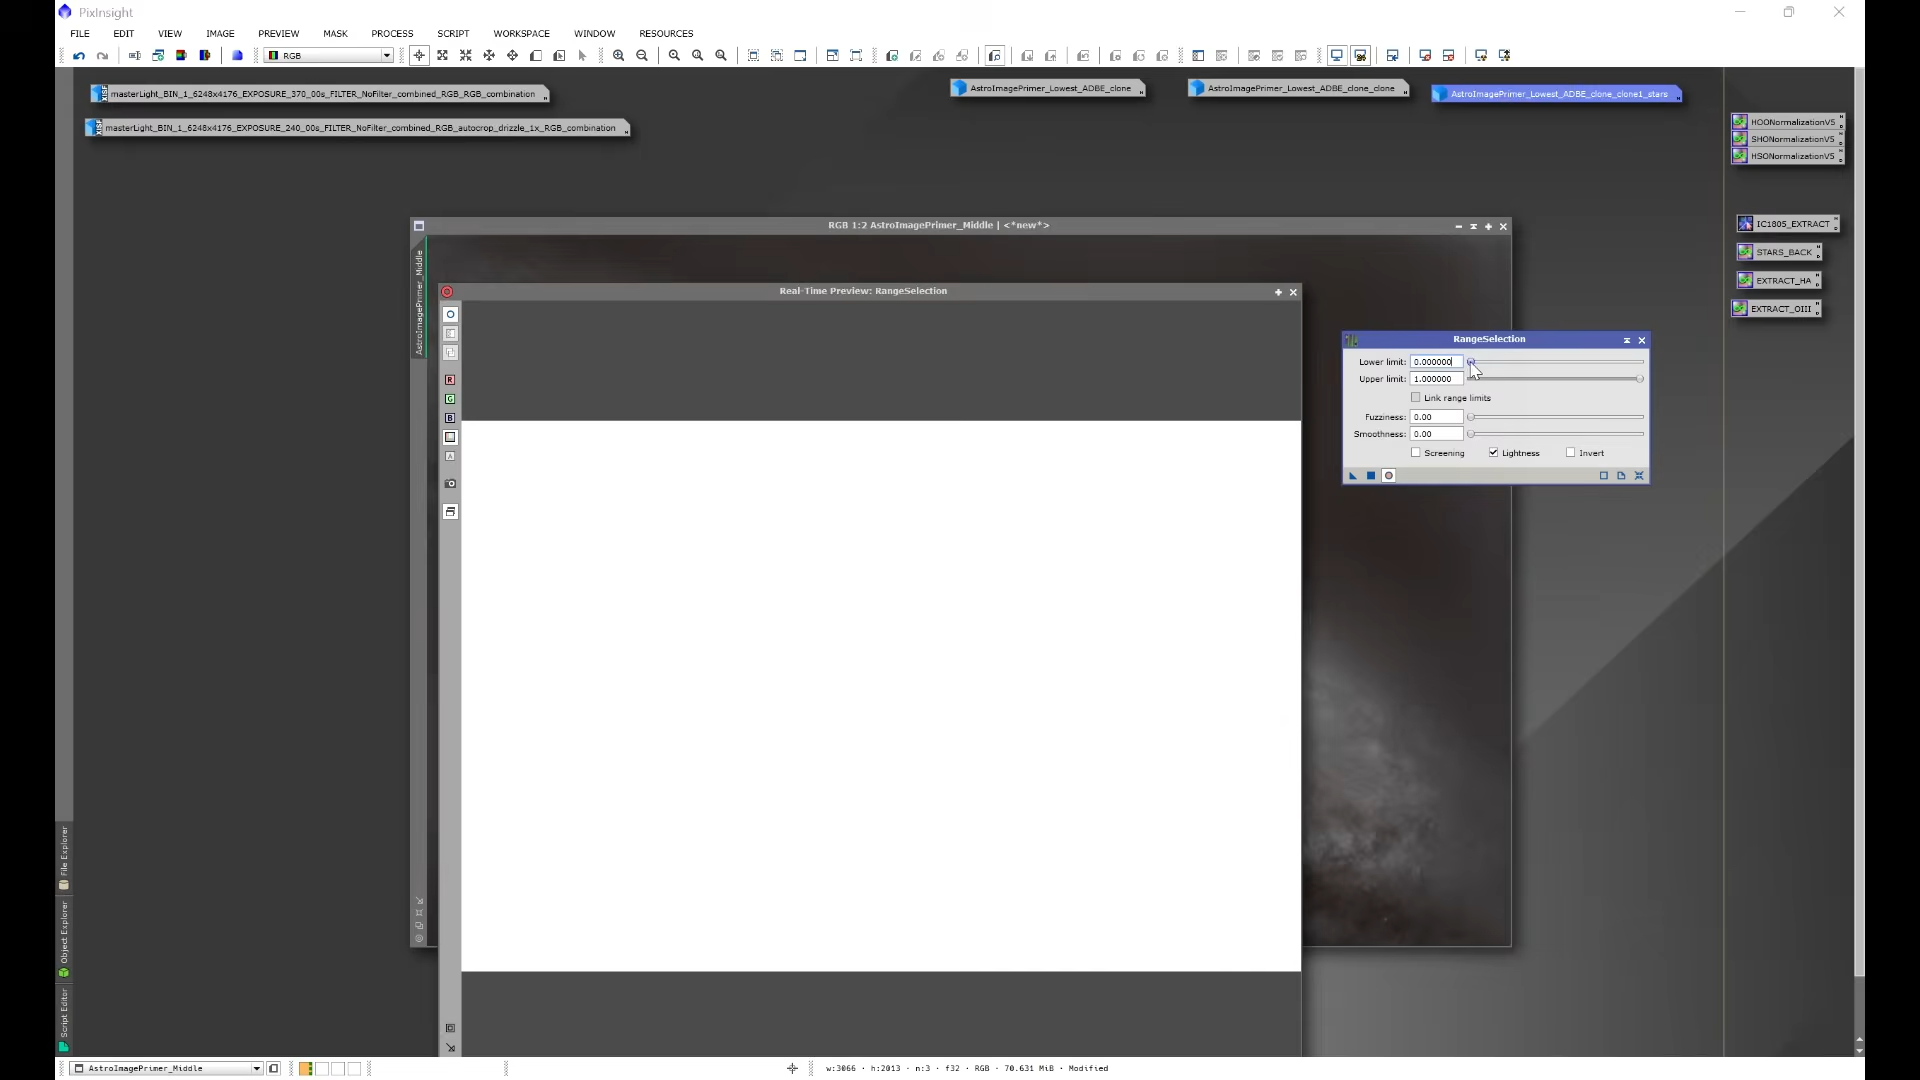 PixInsight
FILE EDIT VIEW IMAGE PREVIEW MASK PROCESS SCRIPT WORKSPACE WINDOW RESOURCES
RGB
masterLight_BIN_1_6248x4176_EXPOSURE_370_00s_FILTER_NoFilter_combined_RGB_RGB_combination
AstroImagePrimer_Lowest_ADBE_clone
AstroImagePrimer_Lowest_ADBE_clone_clone
AstroImagePrimer_Lowest_ADBE_clone_clone1_stars
masterLight_BIN_1_6248x4176_EXPOSURE_240_00s_FILTER_NoFilter_combined_RGB_autocrop_drizzle_1x_RGB_combination
HOONormalizationV5
SHONormalizationV5
HSONormalizationV5
IC1805_EXTRACT
STARS_BACK
EXTRACT_HA
EXTRACT_OIII
RGB 1:2 AstroImagePrimer_Middle | <*new*>
AstroImagePrimer_Middle
Real-Time Preview: RangeSelection
R
G
B
A
RangeSelection
Lower limit: 0.000000
Upper limit: 1.000000
Link range limits
Fuzziness: 0.00
Smoothness: 0.00
Screening Lightness Invert
File Explorer
Object Explorer
Script Editor
AstroImagePrimer_Middle
w:3066 · h:2013 · n:3 · f32 · RGB · 70.631 MiB · Modified